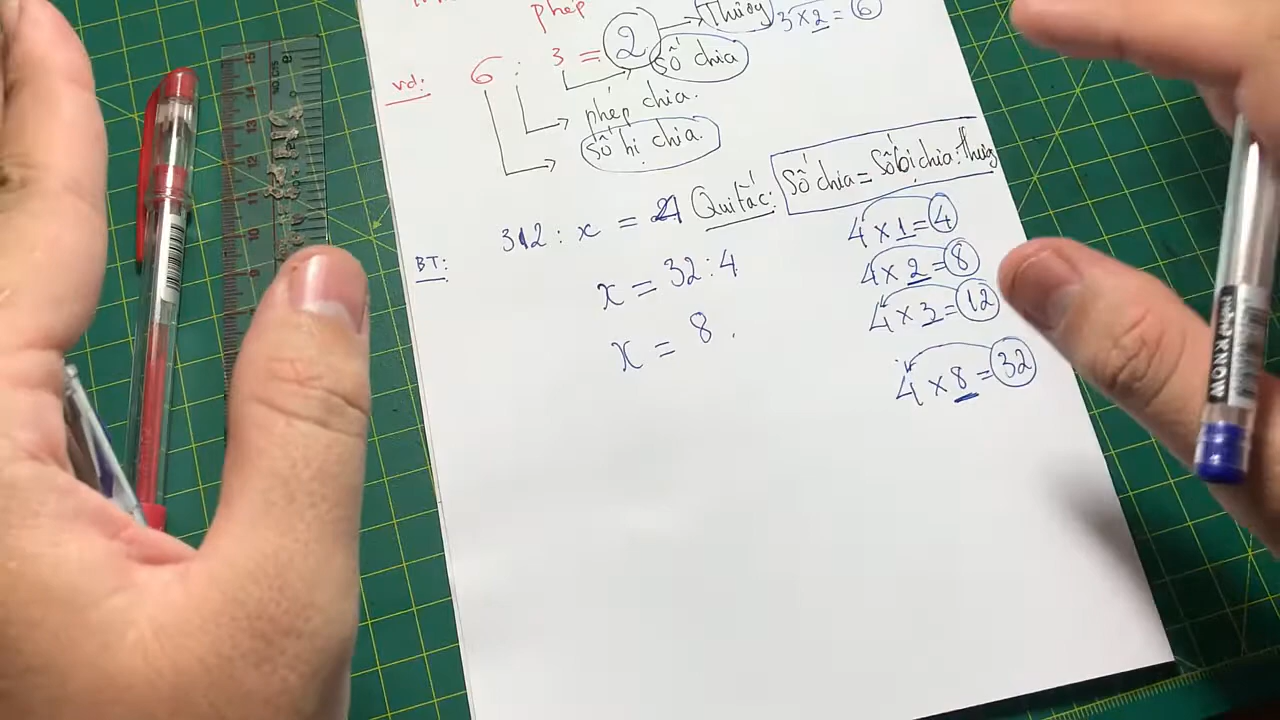 phép
vd: 6 : 3 = 2 Thương 3 x 2 = 6
số chia
phép chia.
số bị chia.
Qui tắc: Số chia = Số bị chia : Thương
BT: 32 : x = 4
x = 32 : 4
x = 8.
4 x 1 = 4
4 x 2 = 8
4 x 3 = 12
4 x 8 = 32
KNOW